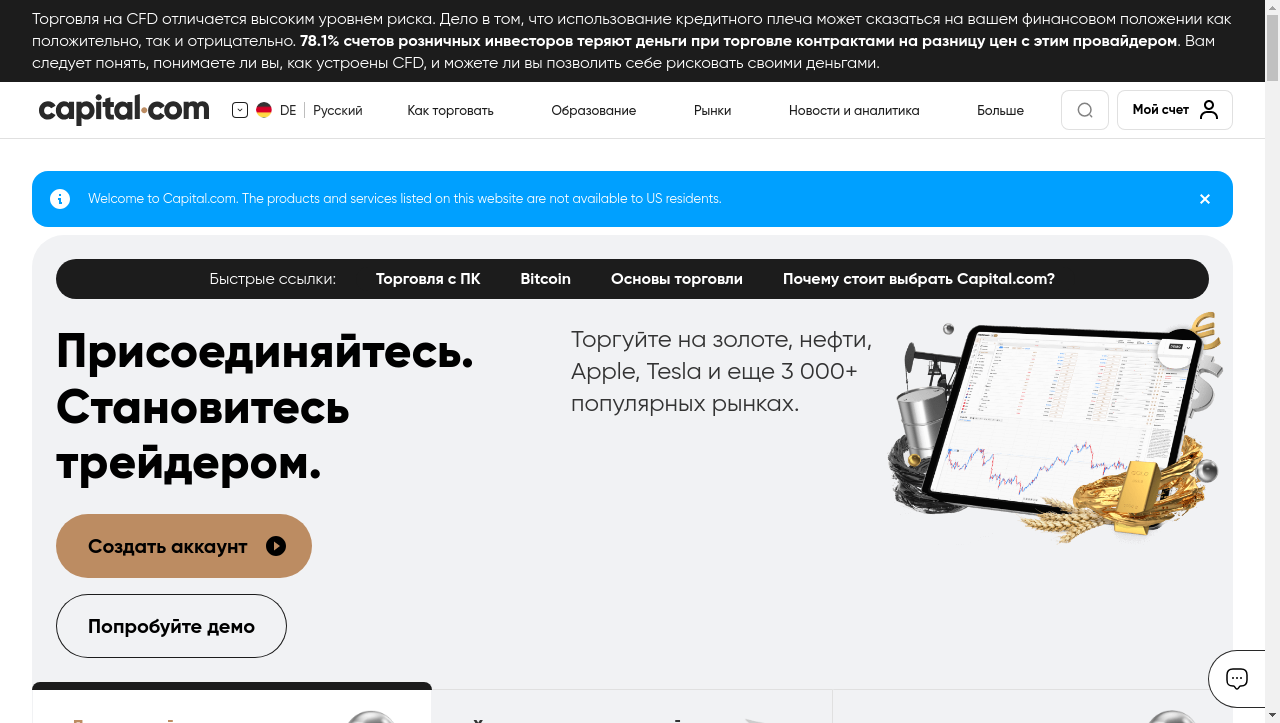 Торговля на CFD отличается высоким уровнем риска. Дело в том, что использование кредитного плеча может сказаться на вашем финансовом положении как
положительно, так и отрицательно. 78.1% счетов розничных инвесторов теряют деньги при торговле контрактами на разницу цен с этим провайдером. Вам
следует понять, понимаете ли вы, как устроены CFD, и можете ли вы позволить себе рисковать своими деньгами.
capital.com
DE Русский
Как торговать
Образование
Рынки
Новости и аналитика
Больше
Мой счет
Welcome to Capital.com. The products and services listed on this website are not available to US residents.
Быстрые ссылки: Торговля с ПК Bitcoin Основы торговли Почему стоит выбрать Capital.com?
Присоединяйтесь.
Становитесь
трейдером.
Торгуйте на золоте, нефти,
Apple, Tesla и еще 3 000+
популярных рынках.
Создать аккаунт
Попробуйте демо